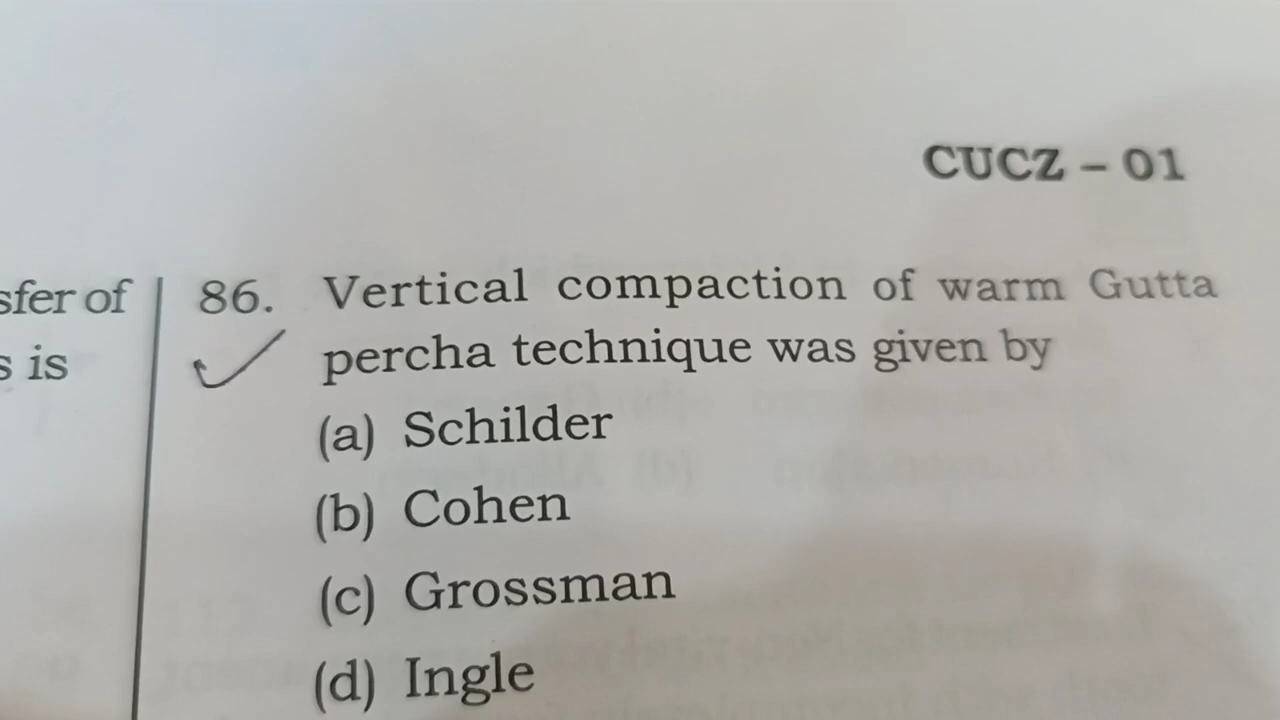 CUCZ – 01
sfer of
s is
86. Vertical compaction of warm Gutta
percha technique was given by
(a) Schilder
(b) Cohen
(c) Grossman
(d) Ingle